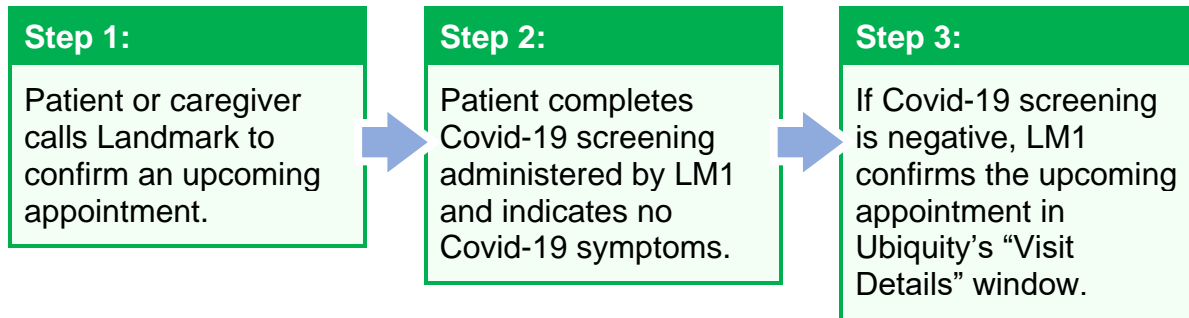 Step 1:
Patient or caregiver
calls Landmark to
confirm an upcoming
appointment.
Step 2:
Patient completes
Covid-19 screening
administered by LM1
and indicates no
Covid-19 symptoms.
Step 3:
If Covid-19 screening
is negative, LM1
confirms the upcoming
appointment in
Ubiquity’s “Visit
Details” window.